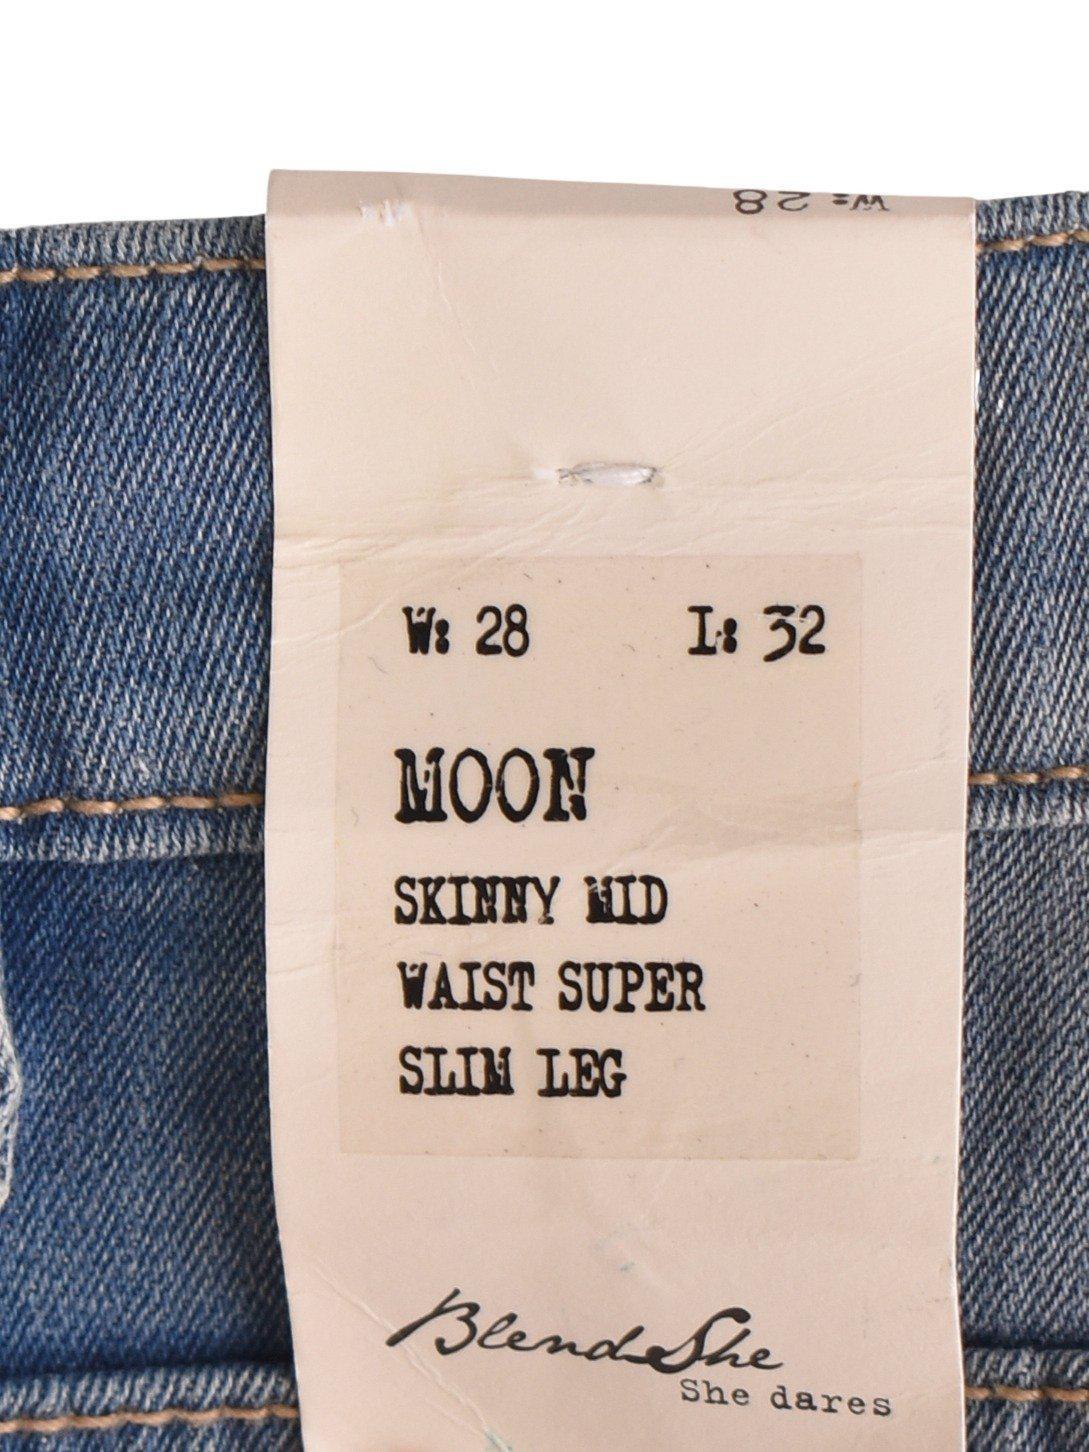 W: 28
W: 28 L: 32
MOON
SKINNY MID
WAIST SUPER
SLIM LEG
BlendShe
She dares